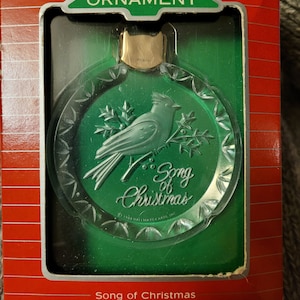 ORNAMENT
Song
of
Christmas
Song of Christmas